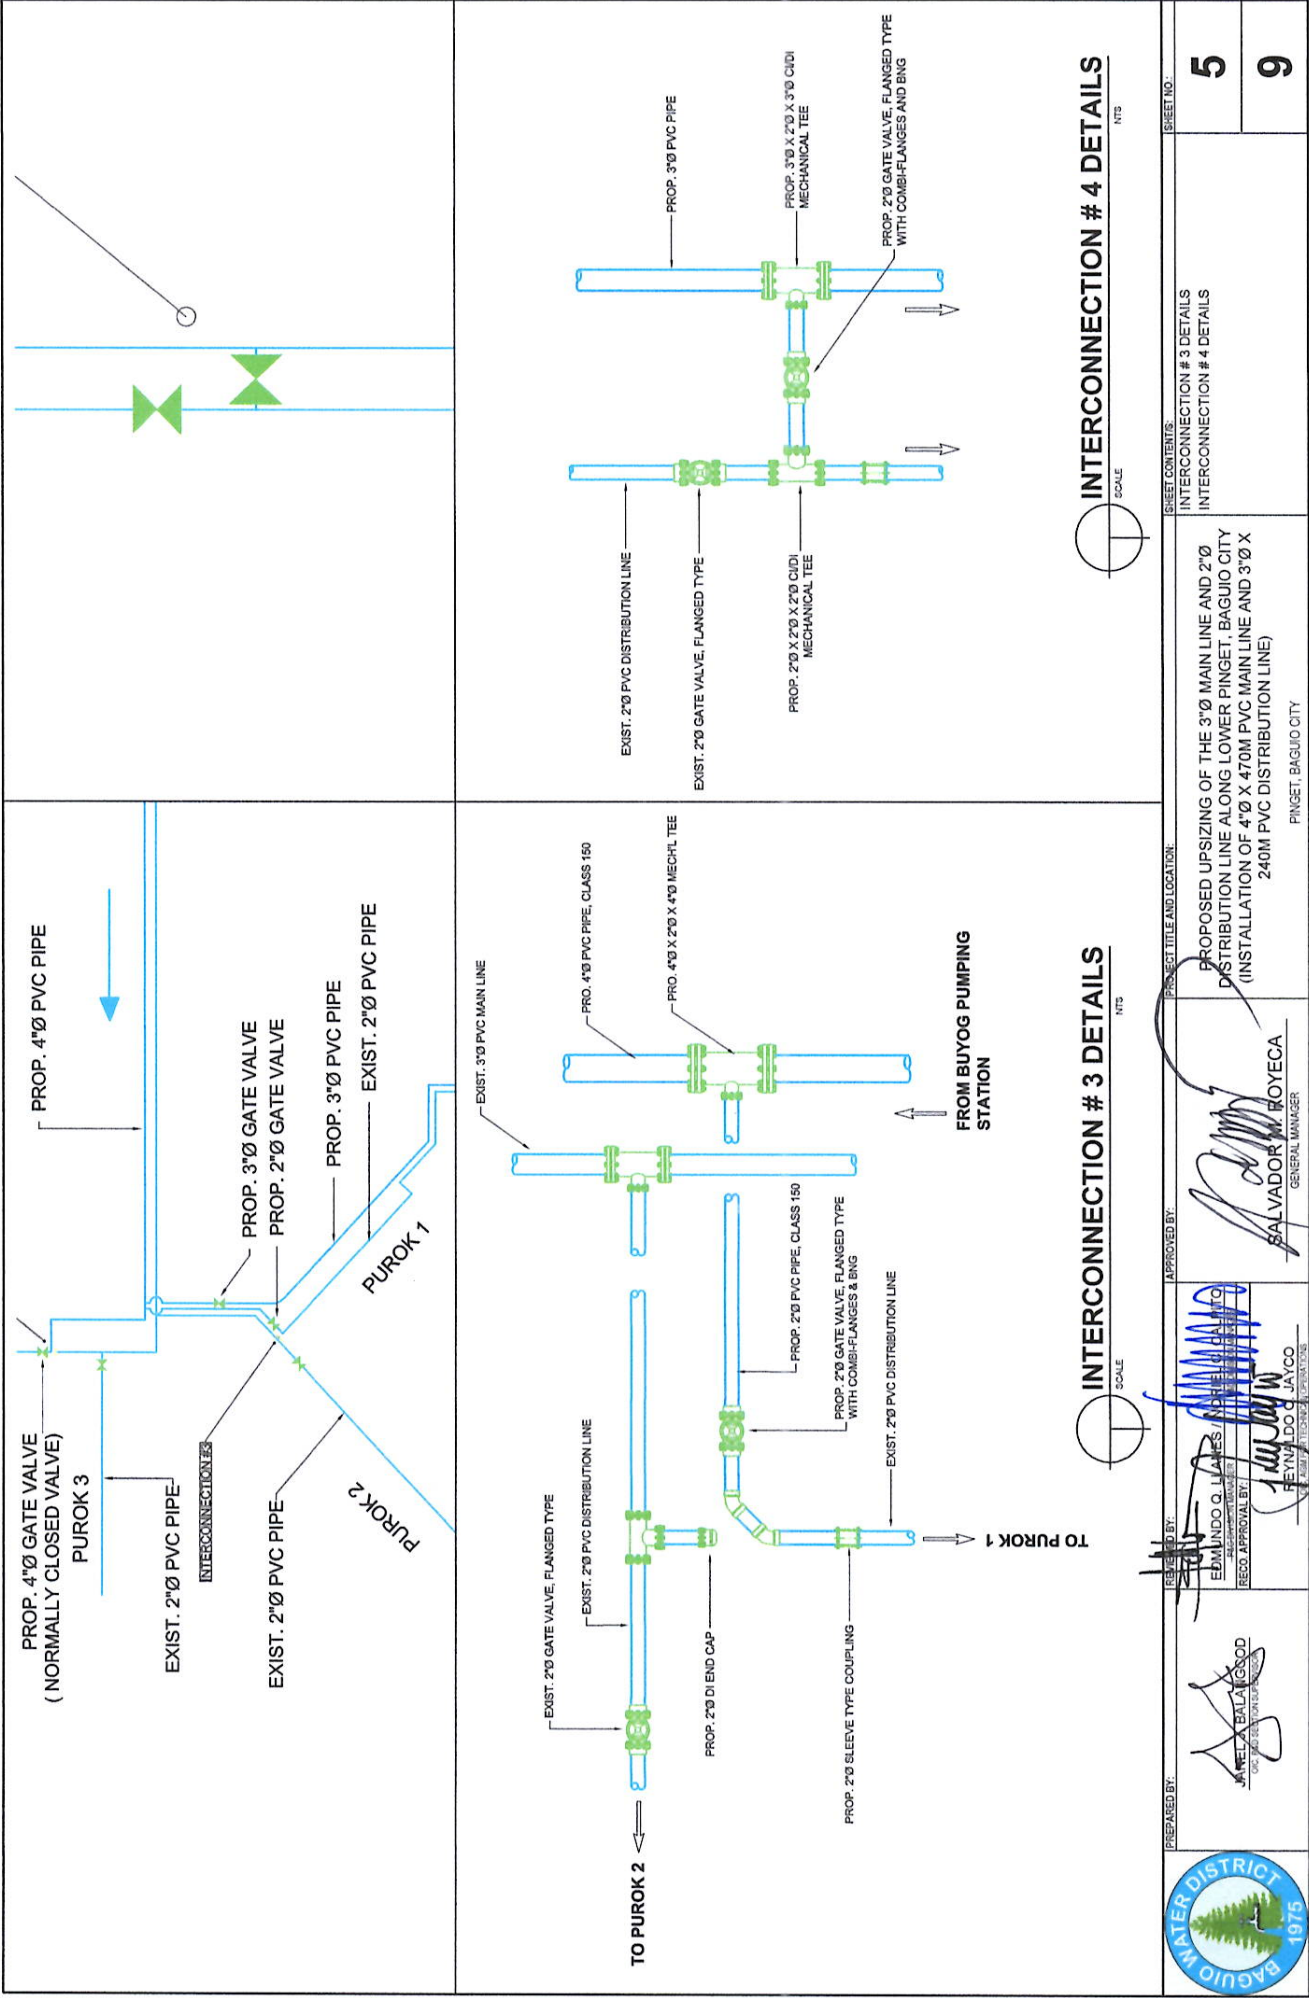 PROP. 4"Ø GATE VALVE
( NORMALLY CLOSED VALVE)
PUROK 3
EXIST. 2"Ø PVC PIPE
INTERCONNECTION #3
EXIST. 2"Ø PVC PIPE
PUROK 2
PROP. 4"Ø PVC PIPE
PROP. 3"Ø GATE VALVE
PROP. 2"Ø GATE VALVE
PROP. 3"Ø PVC PIPE
EXIST. 2"Ø PVC PIPE
PUROK 1
TO PUROK 2
EXIST. 2"Ø GATE VALVE, FLANGED TYPE
EXIST. 2"Ø PVC DISTRIBUTION LINE
PROP. 2"Ø DI END CAP
PROP. 2"Ø SLEEVE TYPE COUPLING
EXIST. 3"Ø PVC MAIN LINE
PRO. 4"Ø PVC PIPE, CLASS 150
PRO. 4"Ø X 2"Ø X 4"Ø MECH'L TEE
PROP. 2"Ø PVC PIPE, CLASS 150
PROP. 2"Ø GATE VALVE, FLANGED TYPE
WITH COMBI-FLANGES & BNG
EXIST. 2"Ø PVC DISTRIBUTION LINE
TO PUROK 1
FROM BUYOG PUMPING
STATION
INTERCONNECTION # 3 DETAILS
SCALE
NTS
EXIST. 2"Ø PVC DISTRIBUTION LINE
EXIST. 2"Ø GATE VALVE, FLANGED TYPE
PROP. 2"Ø X 2"Ø X 2"Ø CI/DI
MECHANICAL TEE
PROP. 3"Ø PVC PIPE
PROP. 3"Ø X 2"Ø X 3"Ø CI/DI
MECHANICAL TEE
PROP. 2"Ø GATE VALVE, FLANGED TYPE
WITH COMBI-FLANGES AND BNG
INTERCONNECTION # 4 DETAILS
SCALE
NTS
BAGUIO WATER DISTRICT
1975
PREPARED BY:
JANEL J. BALANGCOD
REVIEWED BY:
EDMUNDO Q. LLANES / NORIEL C. CALPITO
RECO. APPROVAL BY:
REYNALDO O. JAYCO
APPROVED BY:
SALVADOR M. ROYECA
GENERAL MANAGER
PROJECT TITLE AND LOCATION:
PROPOSED UPSIZING OF THE 3"Ø MAIN LINE AND 2"Ø
DISTRIBUTION LINE ALONG LOWER PINGET, BAGUIO CITY
(INSTALLATION OF 4"Ø X 470M PVC MAIN LINE AND 3"Ø X
240M PVC DISTRIBUTION LINE)
PINGET, BAGUIO CITY
SHEET CONTENTS:
INTERCONNECTION # 3 DETAILS
INTERCONNECTION # 4 DETAILS
SHEET NO.:
5
9